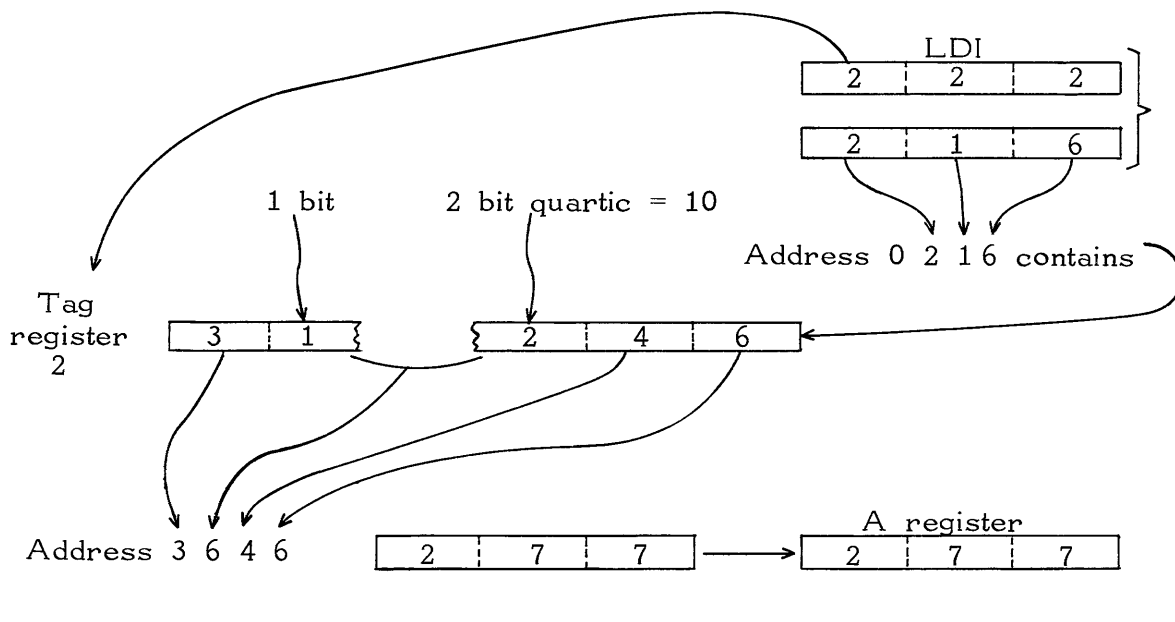 LDI
2 2 2
2 1 6
1 bit
2 bit quartic = 10
Address 0 2 1 6 contains
Tag
register
2
3 1
2 4 6
A register
Address 3 6 4 6
2 7 7
2 7 7